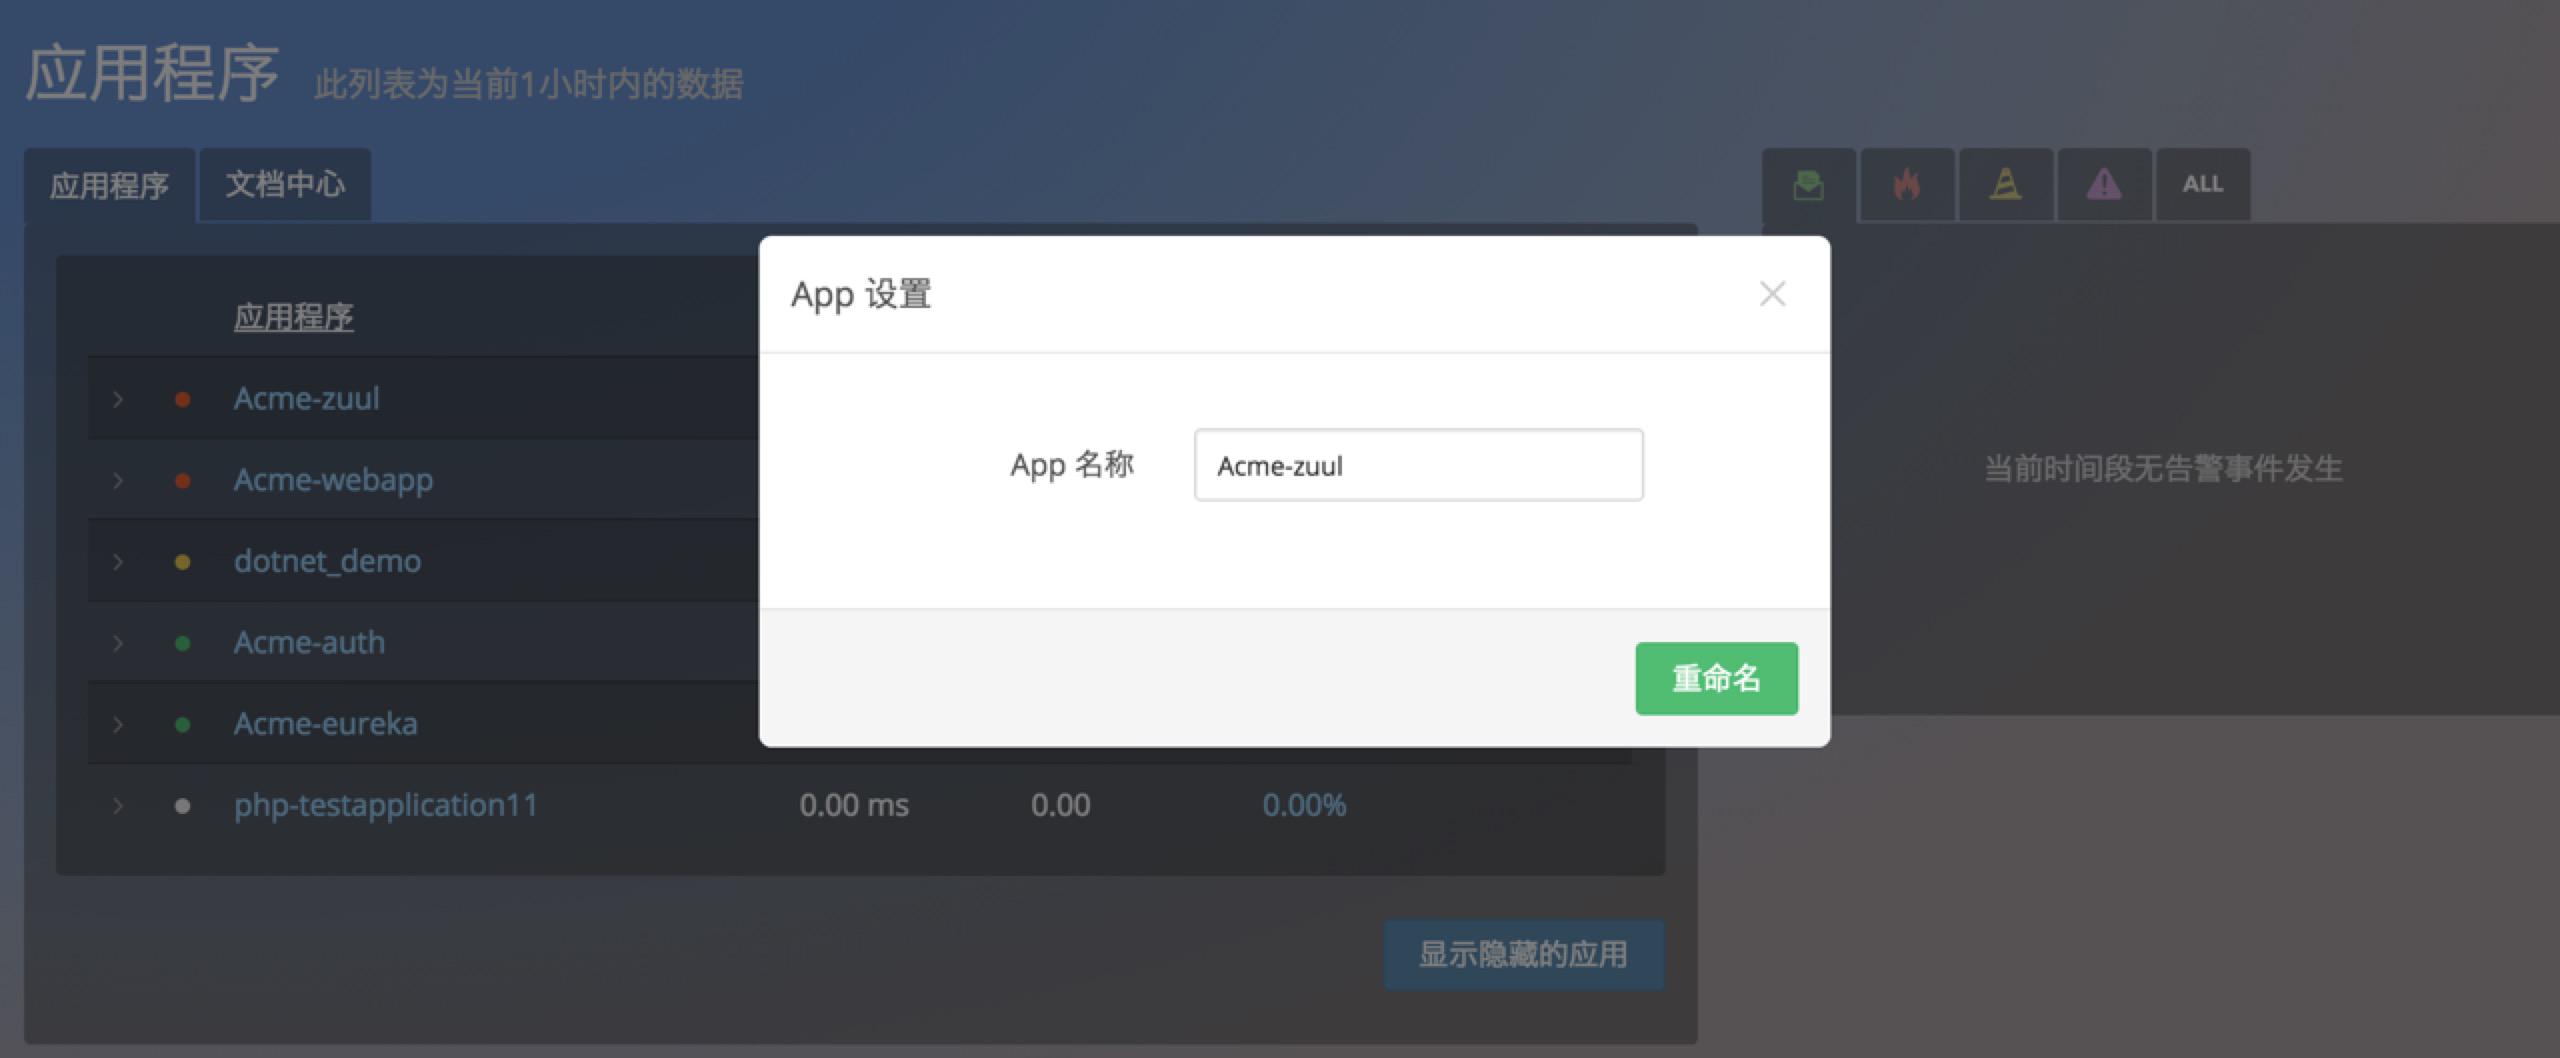 应用程序 此列表为当前1小时内的数据
应用程序 文档中心
ALL
应用程序
Acme-zuul
Acme-webapp
dotnet_demo
Acme-auth
Acme-eureka
php-testapplication11 0.00 ms 0.00 0.00%
显示隐藏的应用
App 设置
App 名称 Acme-zuul
重命名
当前时间段无告警事件发生